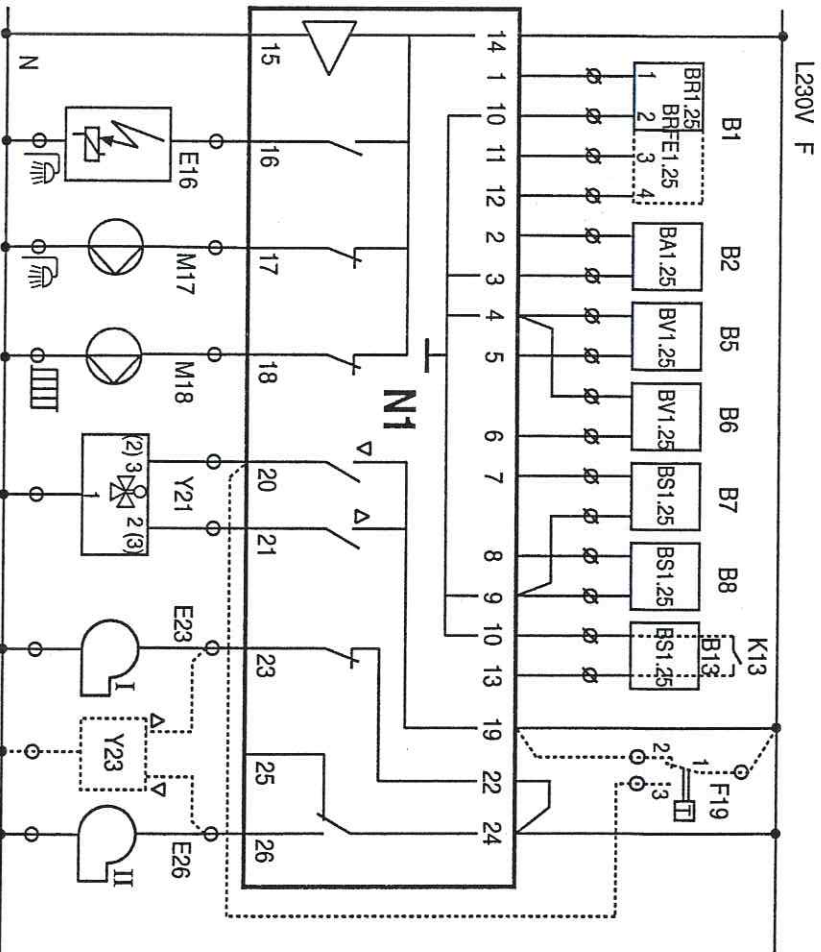 L230V F
K13
B1 B2 B5 B6 B7 B8 B13 F19
BR1.25 BRFE1.25 BA1.25 BV1.25 BV1.25 BS1.25 BS1.25 BS1.25
1 2 3 4
1 2 3 T
14 1 10 11 12 2 3 4 5 6 7 8 9 10 13 19 22 24
N1
15 16 17 18 20 21 23 25 26
E16 M17 M18 Y21 E23 E26
(2) 3 2 (3)
1
I Y23 II
N